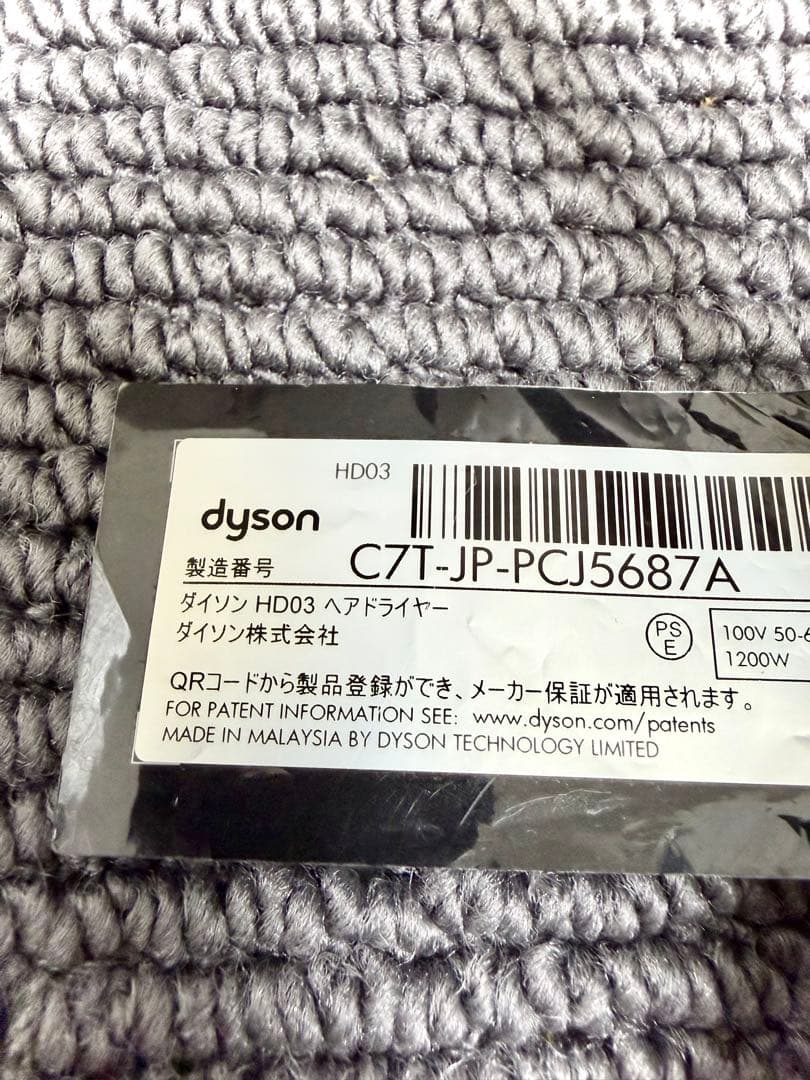 HD03
dyson
製造番号 C7T-JP-PCJ5687A
ダイソン HD03 ヘアドライヤー
ダイソン株式会社
PS
E
100V 50-6
1200W
QRコードから製品登録ができ、メーカー保証が適用されます。
FOR PATENT INFORMATiON SEE: www.dyson.com/patents
MADE IN MALAYSIA BY DYSON TECHNOLOGY LIMITED